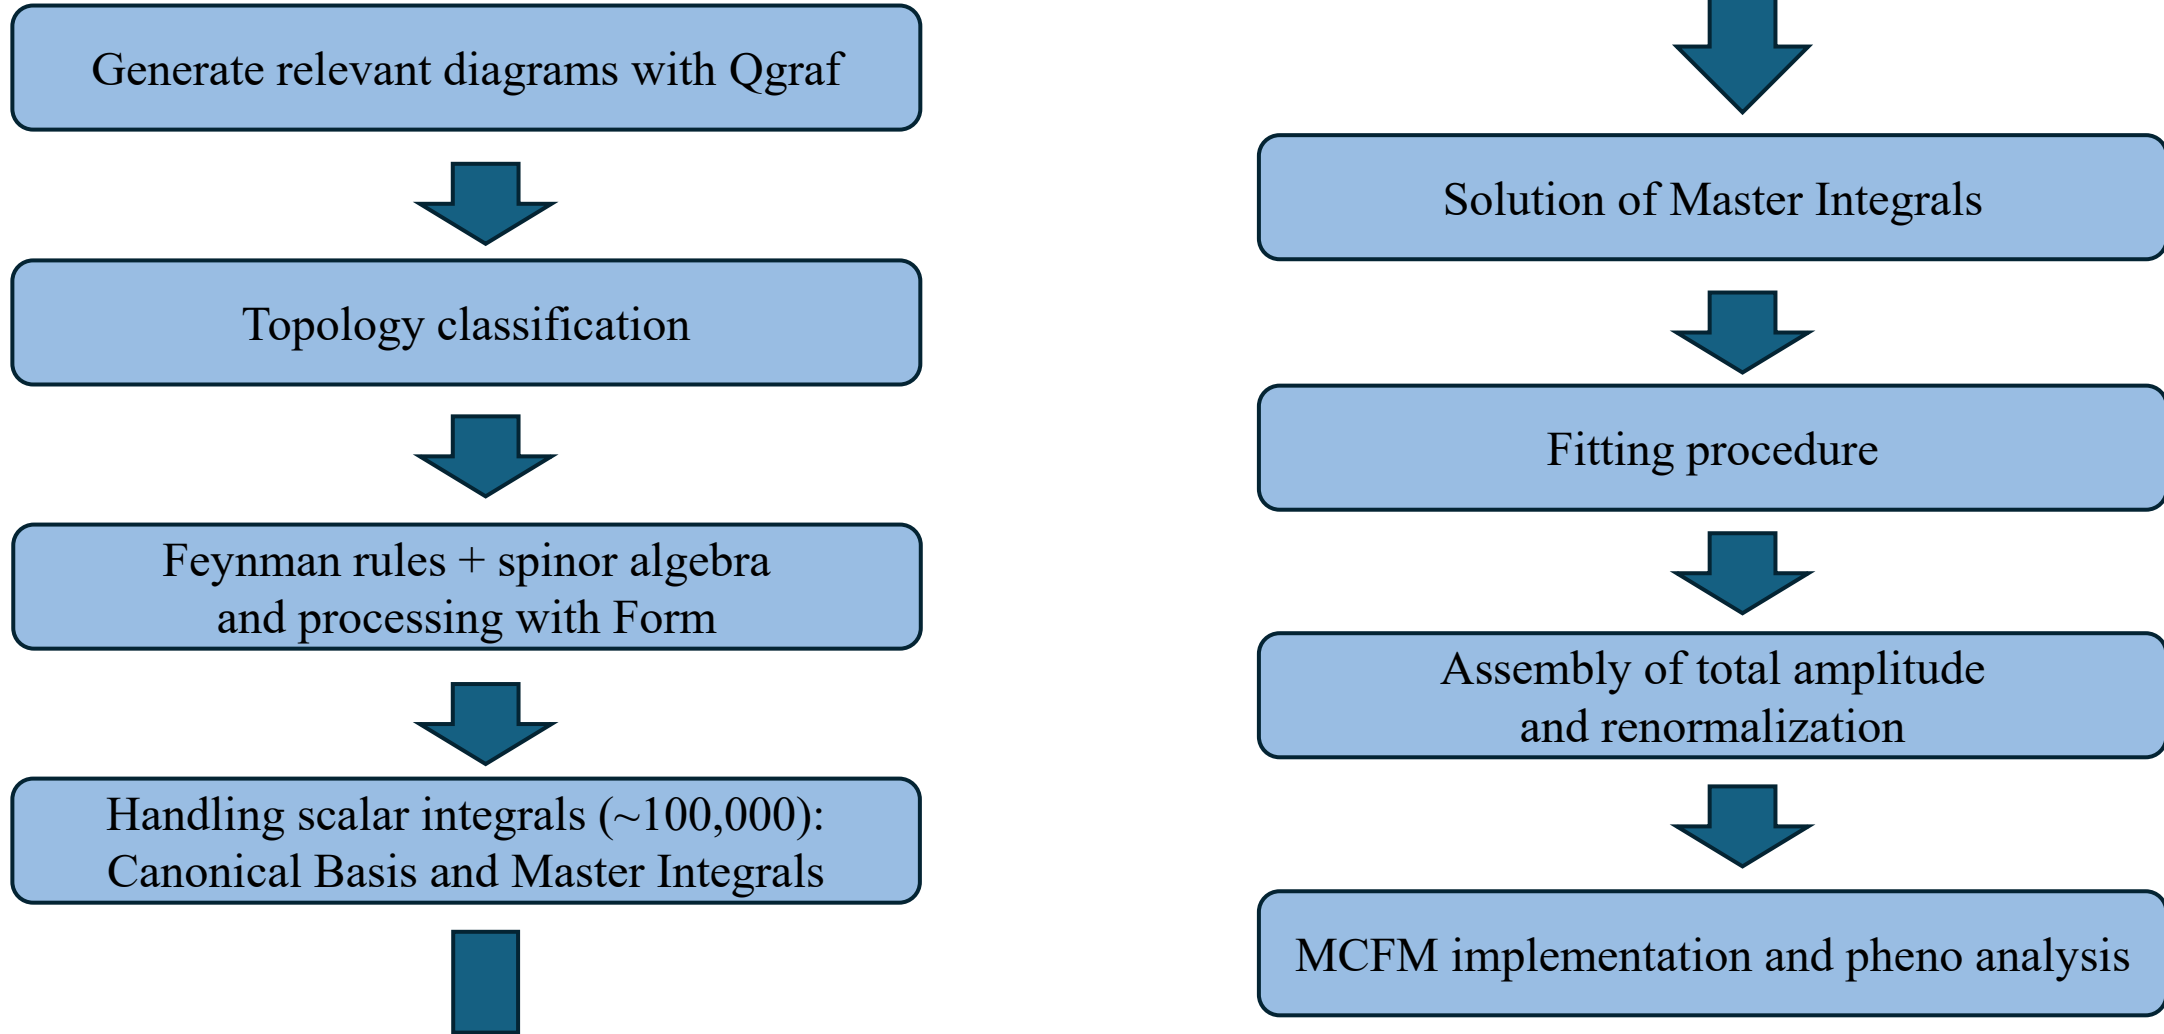 Generate relevant diagrams with Qgraf
Topology classification
Feynman rules + spinor algebra
and processing with Form
Handling scalar integrals (~100,000):
Canonical Basis and Master Integrals
Solution of Master Integrals
Fitting procedure
Assembly of total amplitude
and renormalization
MCFM implementation and pheno analysis